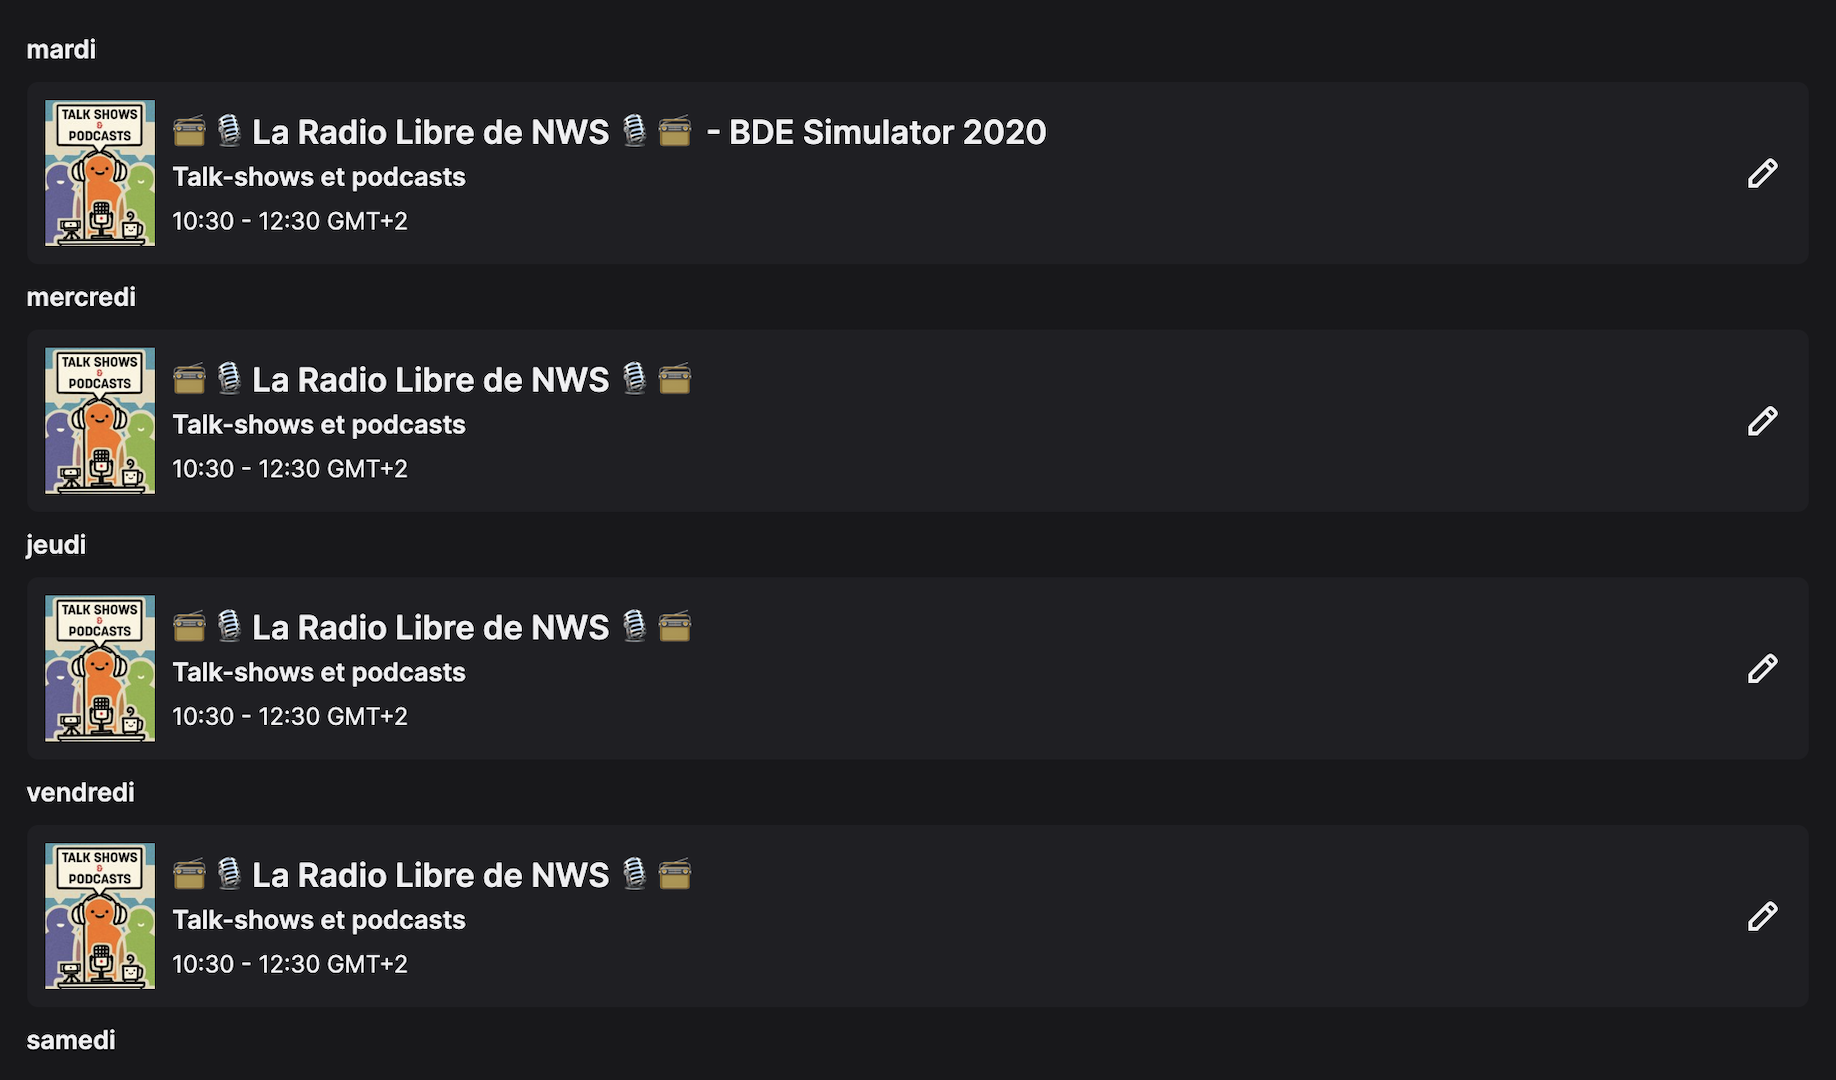 mardi
TALK SHOWS
&
PODCASTS
📻🎙️ La Radio Libre de NWS 🎙️📻 - BDE Simulator 2020
Talk-shows et podcasts
10:30 - 12:30 GMT+2
mercredi
TALK SHOWS
&
PODCASTS
📻🎙️ La Radio Libre de NWS 🎙️📻
Talk-shows et podcasts
10:30 - 12:30 GMT+2
jeudi
TALK SHOWS
&
PODCASTS
📻🎙️ La Radio Libre de NWS 🎙️📻
Talk-shows et podcasts
10:30 - 12:30 GMT+2
vendredi
TALK SHOWS
&
PODCASTS
📻🎙️ La Radio Libre de NWS 🎙️📻
Talk-shows et podcasts
10:30 - 12:30 GMT+2
samedi